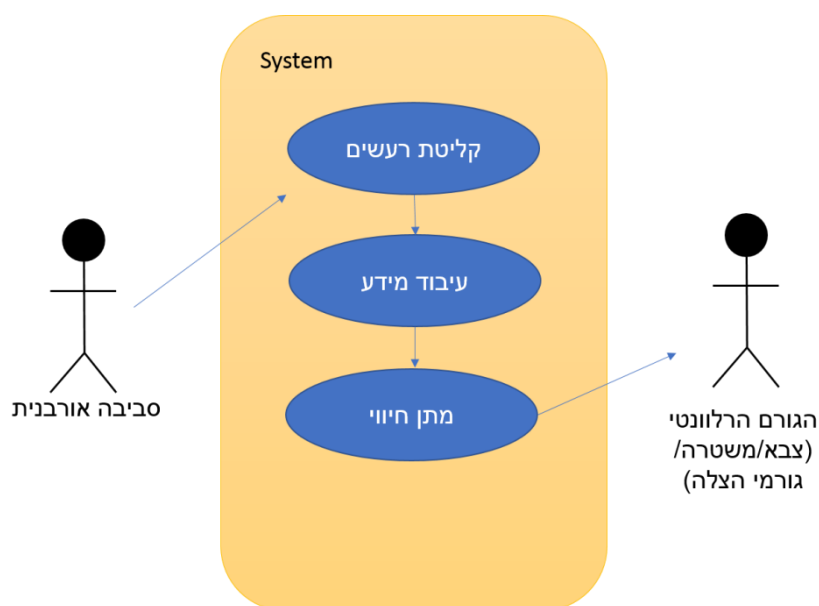 System
קליטת רעשים
עיבוד מידע
מתן חיווי
סביבה אורבנית
הגורם הרלוונטי
(צבא/משטרה/
גורמי הצלה)